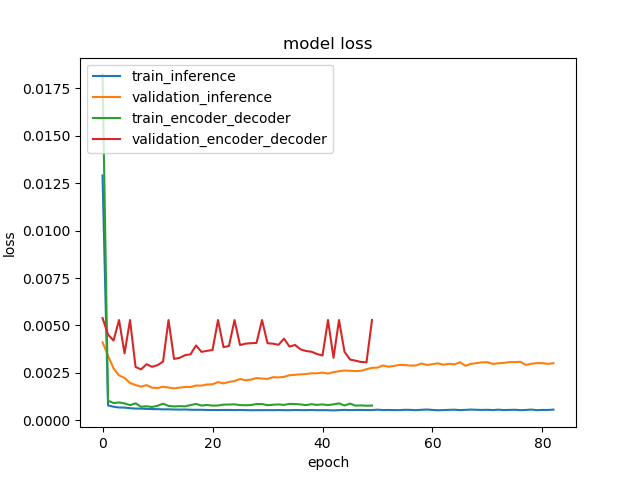 model loss
train_inference
validation_inference
train_encoder_decoder
validation_encoder_decoder
0.0175
0.0150
0.0125
0.0100
0.0075
0.0050
0.0025
0.0000
loss
0 20 40 60 80
epoch